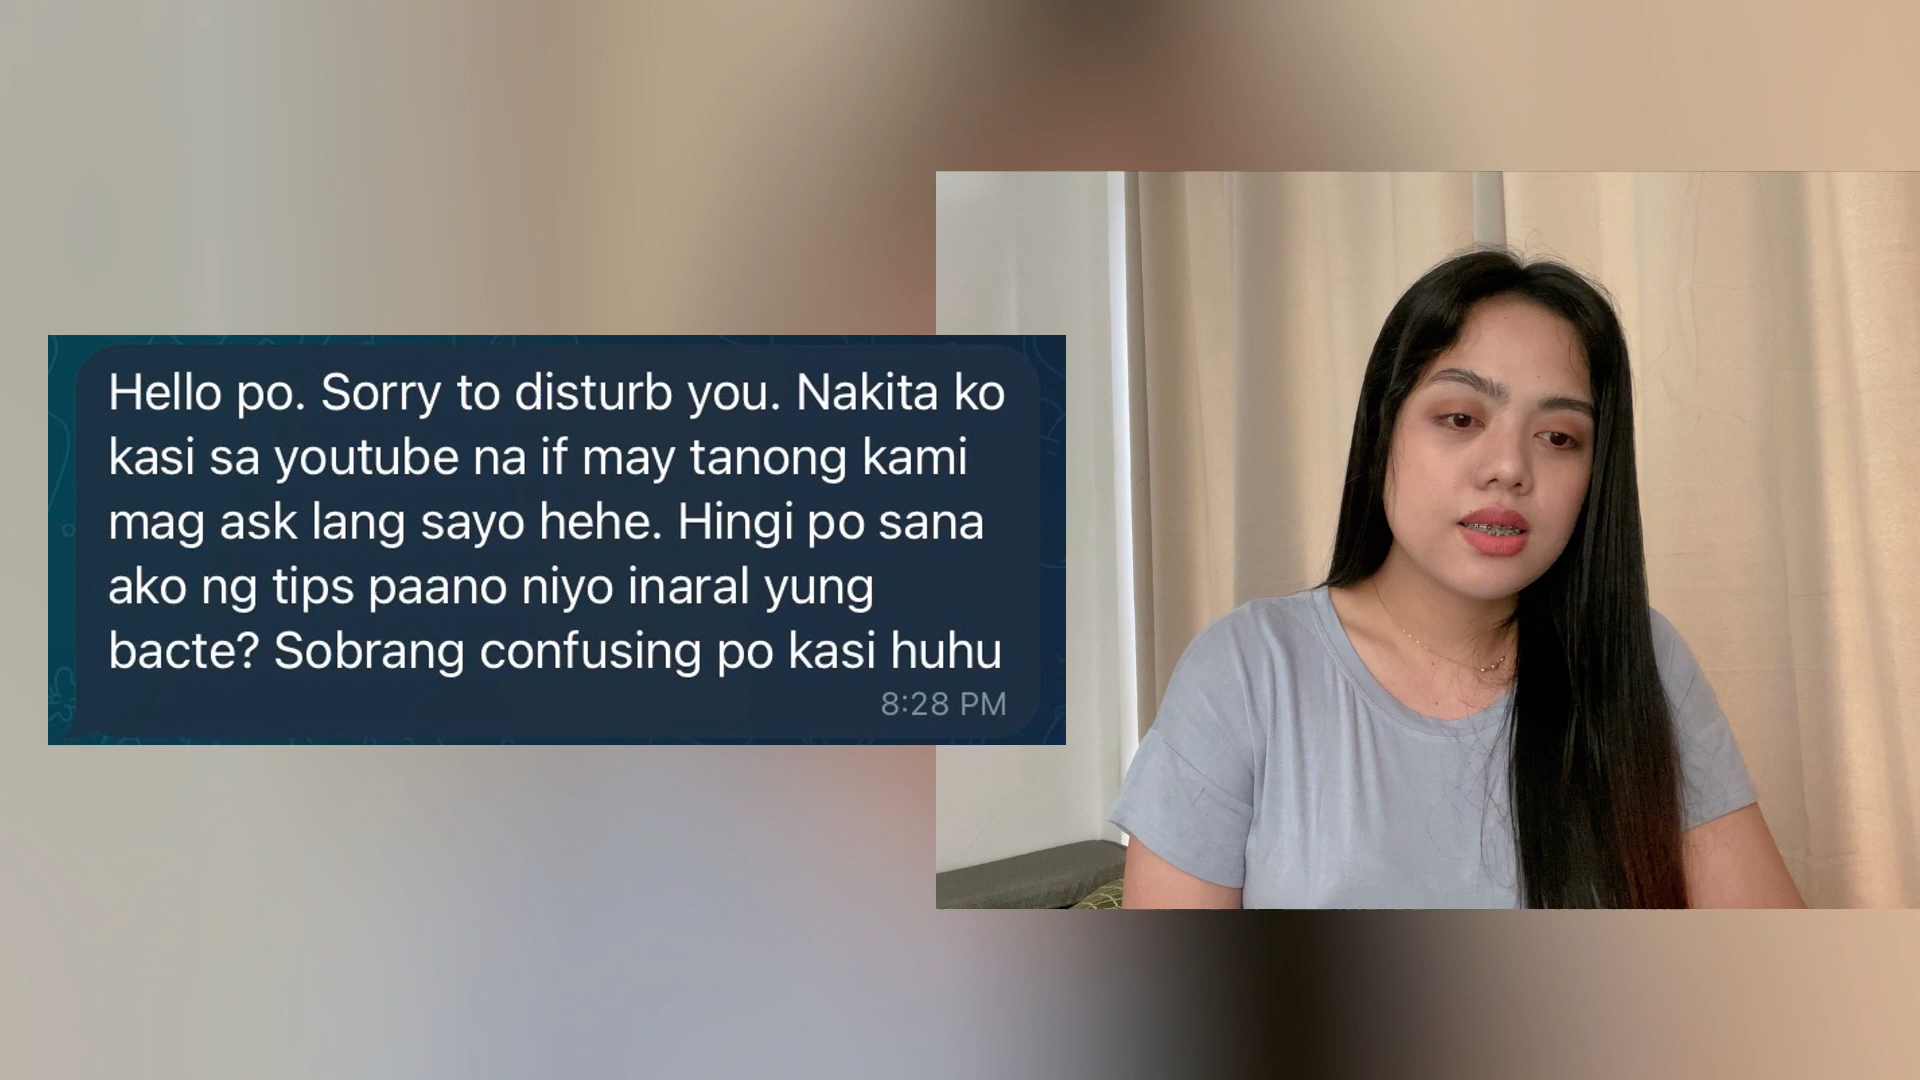 Hello po. Sorry to disturb you. Nakita ko
kasi sa youtube na if may tanong kami
mag ask lang sayo hehe. Hingi po sana
ako ng tips paano niyo inaral yung
bacte? Sobrang confusing po kasi huhu
8:28 PM